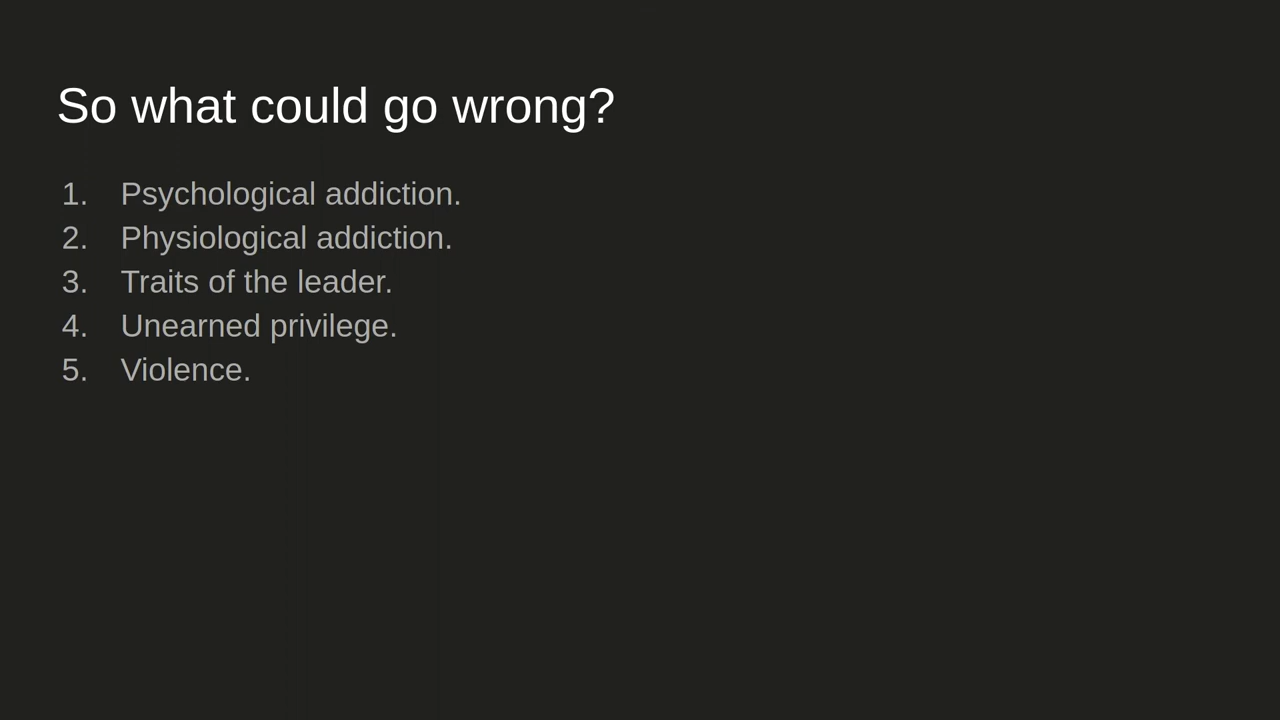 So what could go wrong?
1. Psychological addiction.
2. Physiological addiction.
3. Traits of the leader.
4. Unearned privilege.
5. Violence.